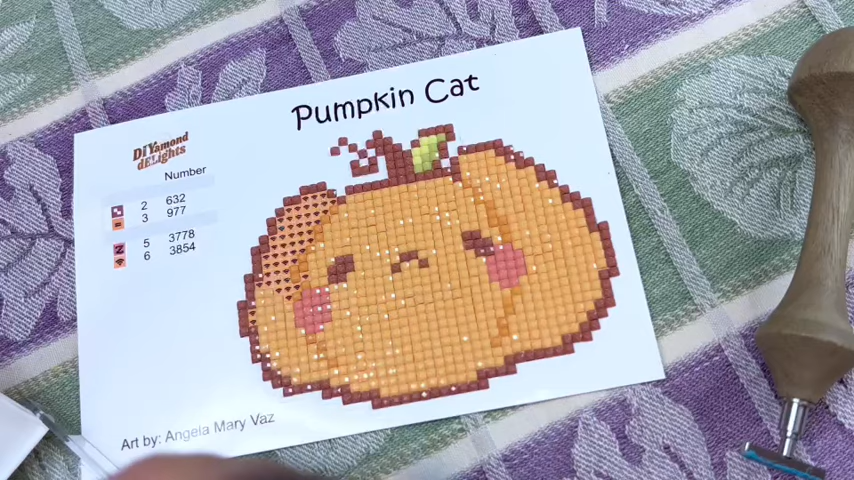 Pumpkin Cat
DIYamond
dELights
Number
2 632
= 3 977
Z 5 3778
6 3854
Art by: Angela Mary Vaz